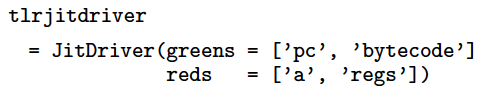 tlrjitdriver
= JitDriver(greens = [’pc’, ’bytecode’]
reds = [’a’, ’regs’])